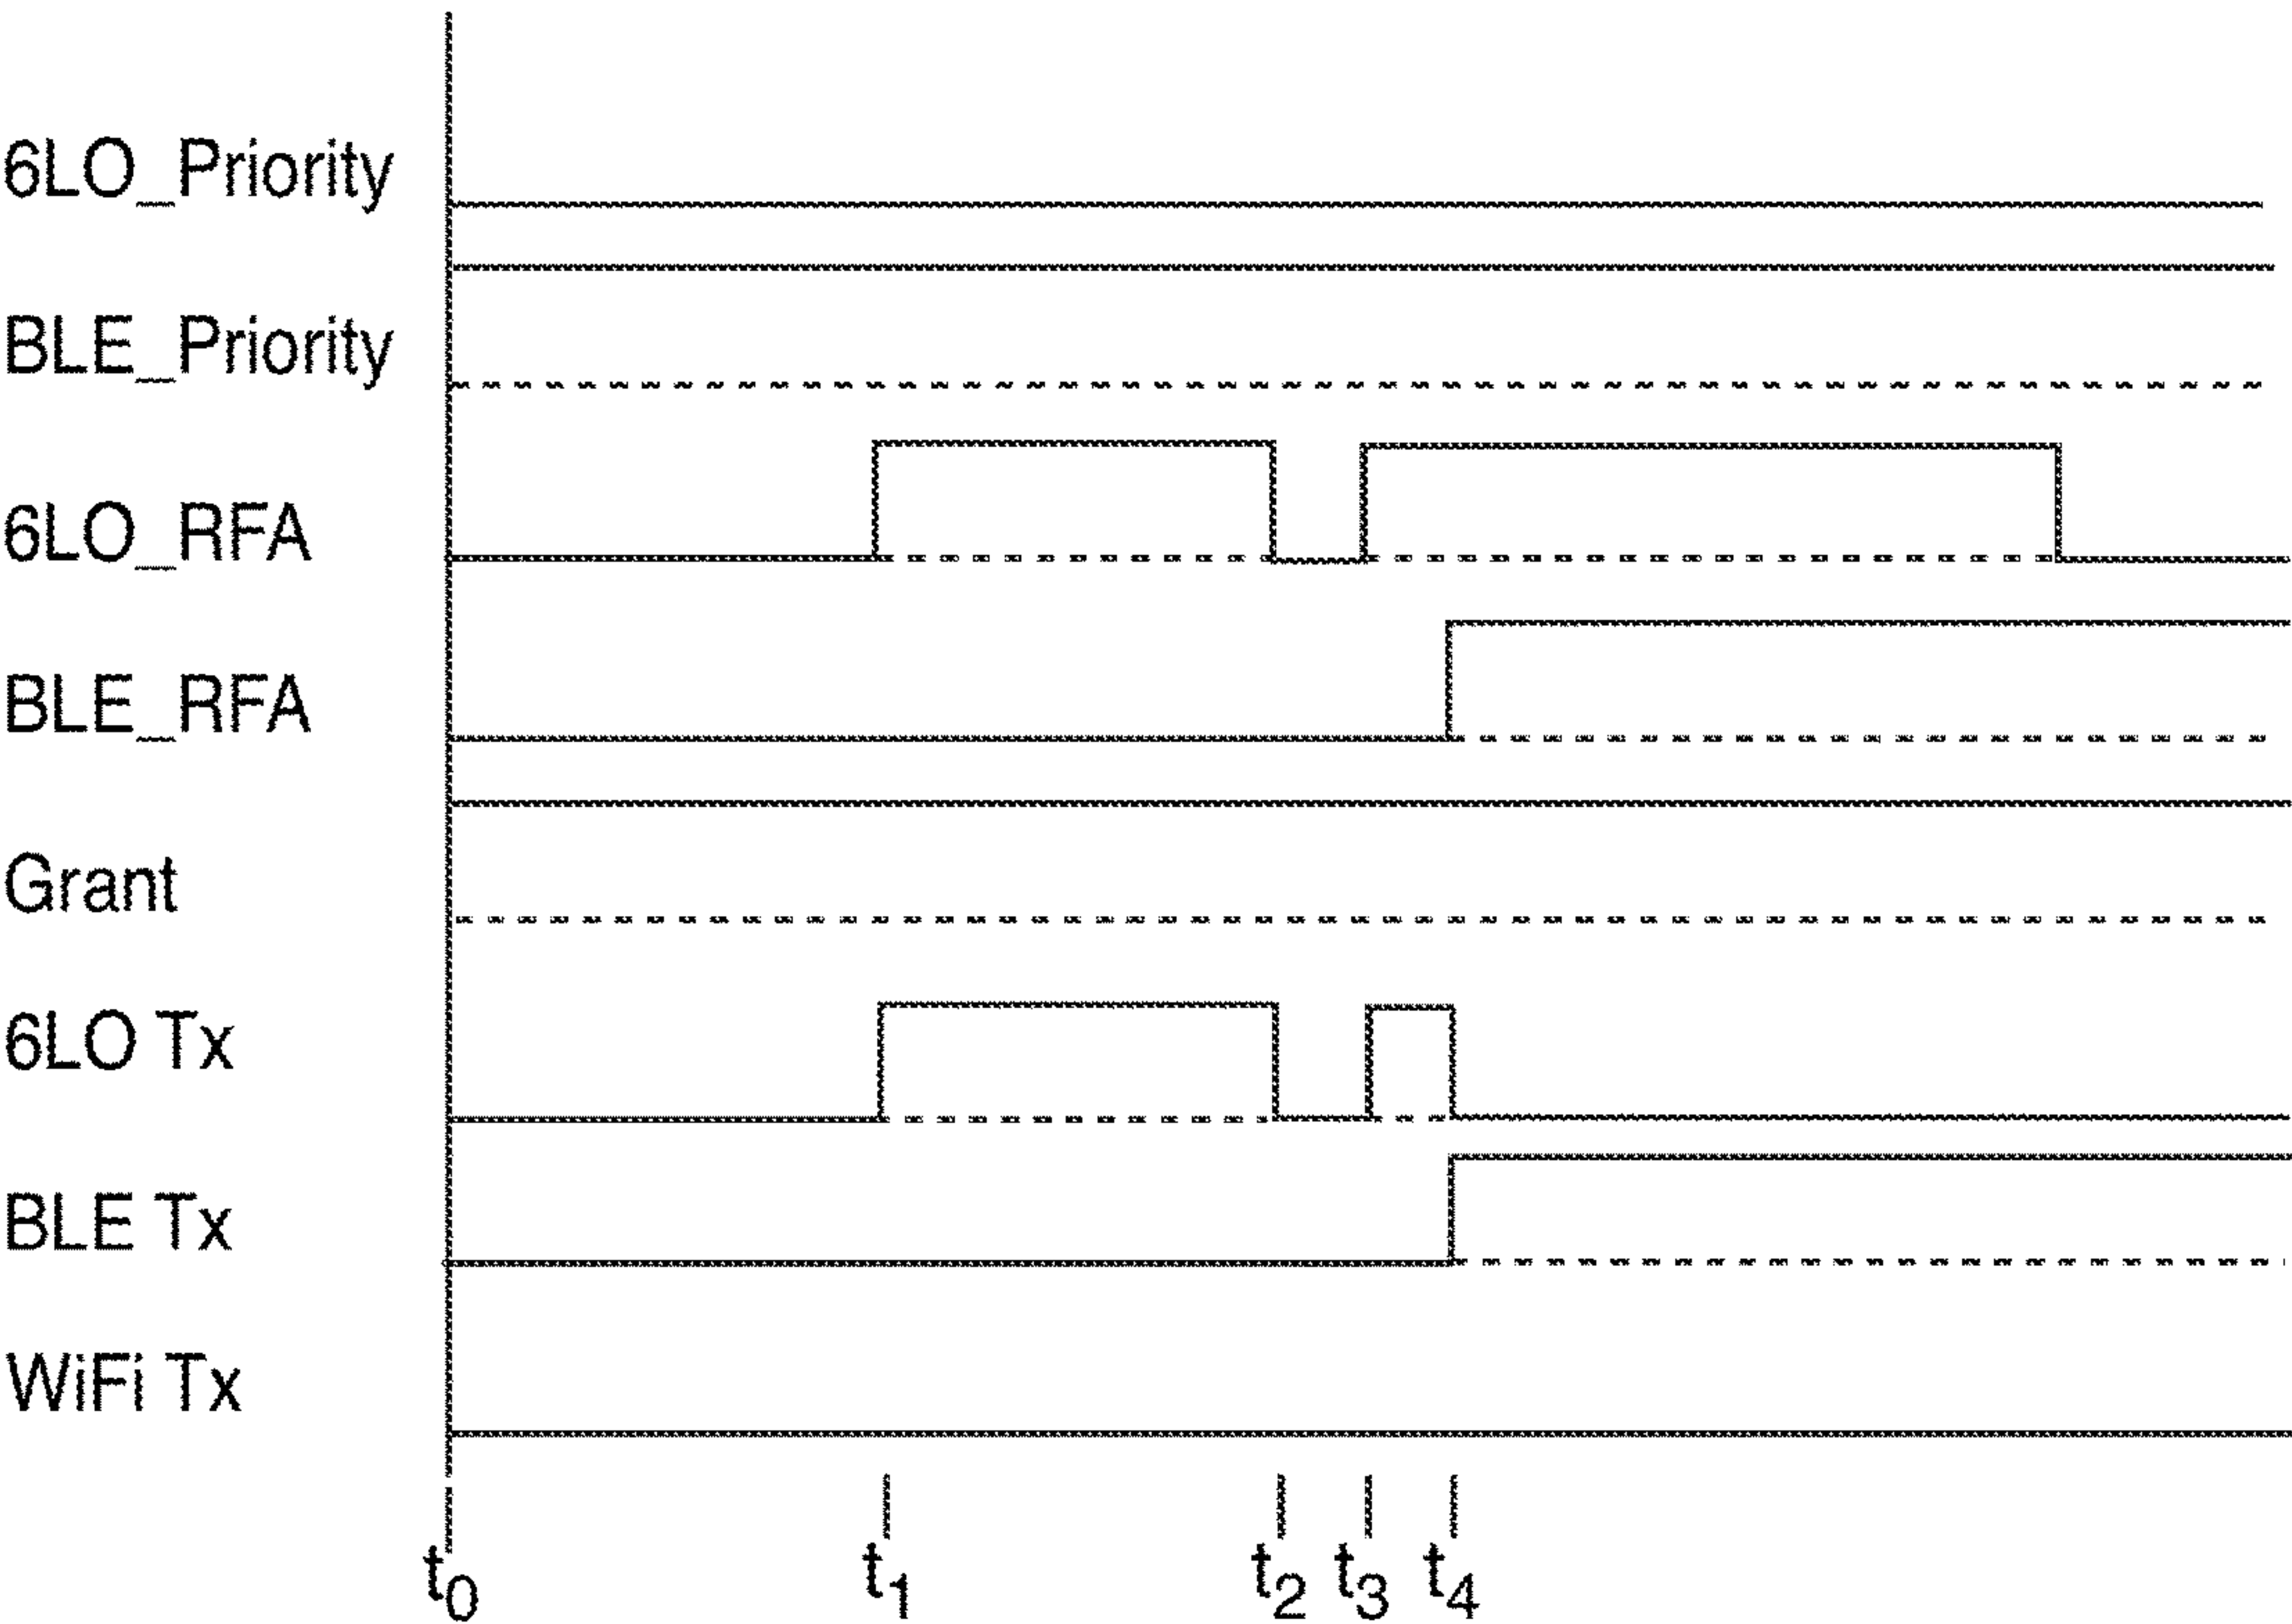 6LO_Priority
BLE_Priority
6LO_RFA
BLE_RFA
Grant
6LO Tx
BLE Tx
WiFi Tx
t0 t1 t2 t3 t4